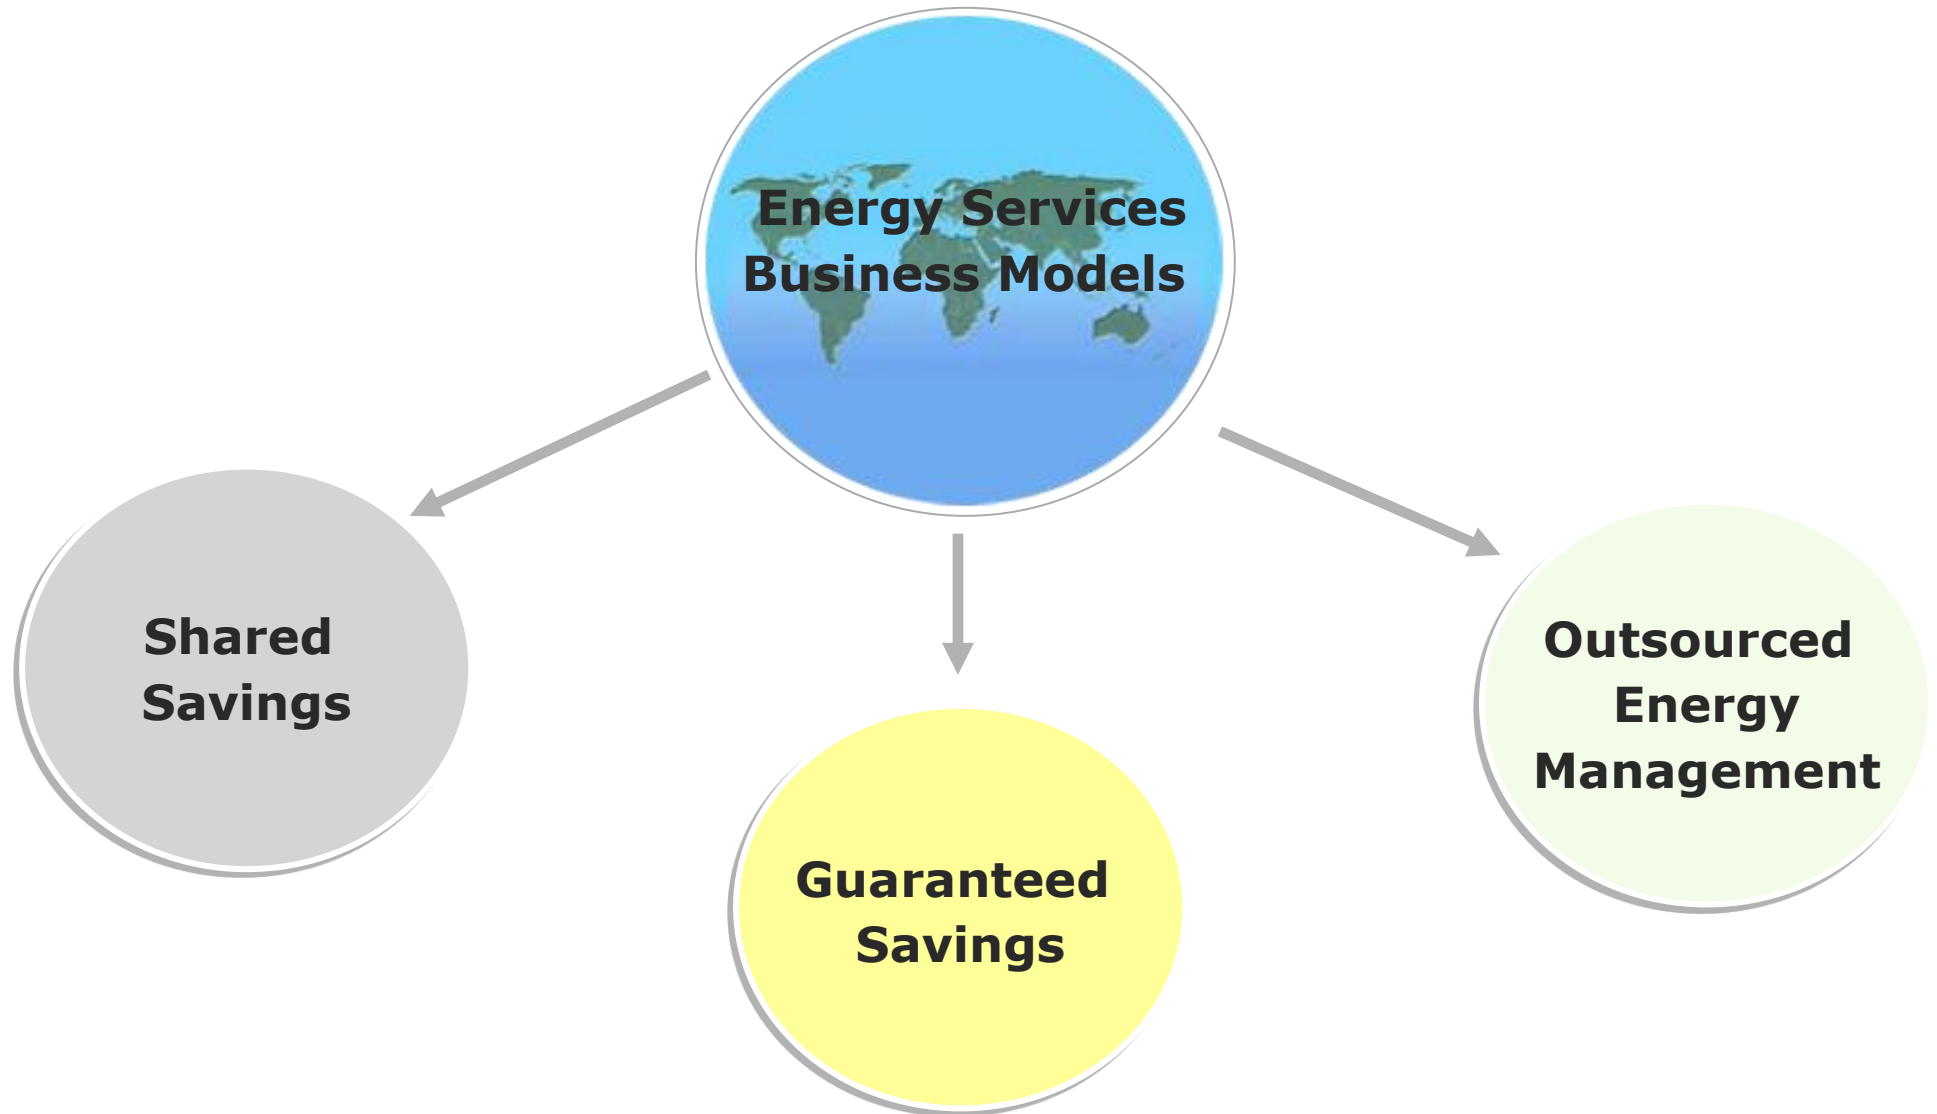 Energy Services
Business Models
Shared
Savings
Guaranteed
Savings
Outsourced
Energy
Management